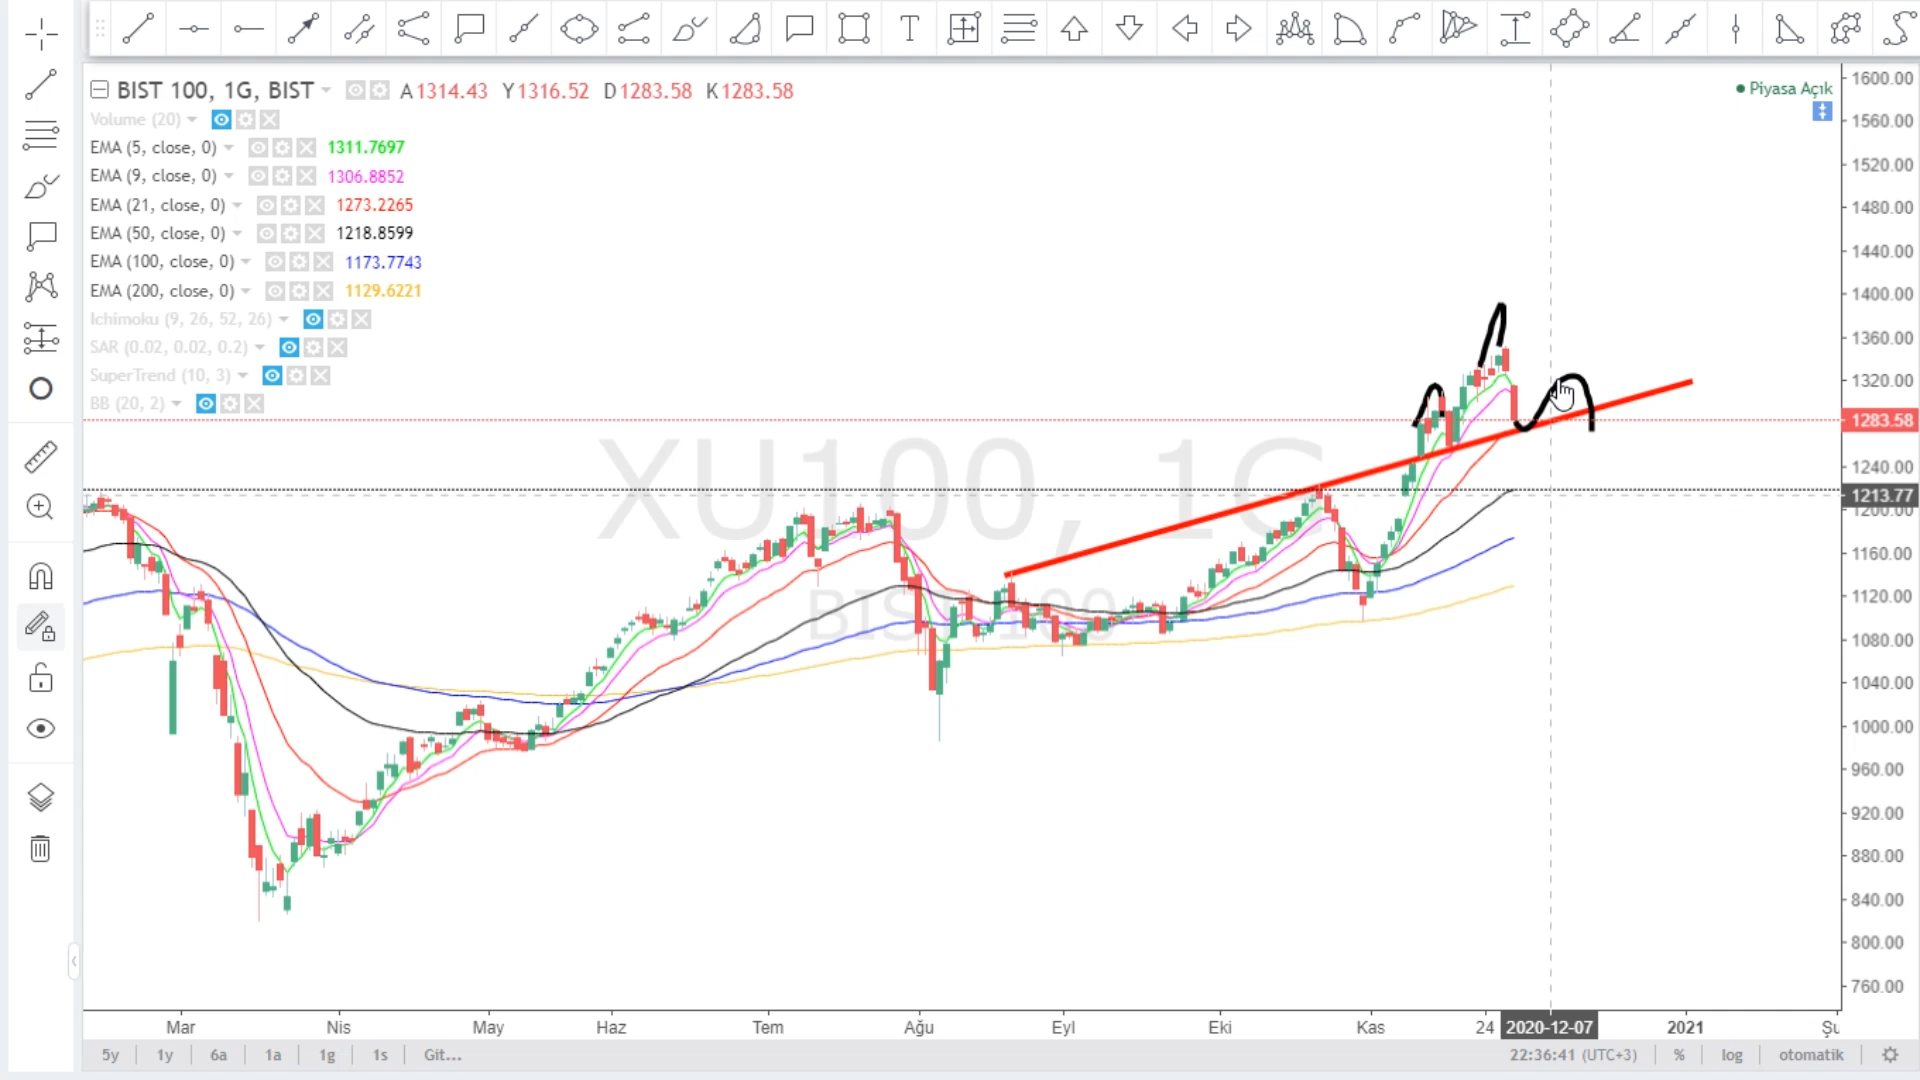 BIST 100, 1G, BIST A1314.43 Y1316.52 D1283.58 K1283.58
Piyasa Açık
Volume (20)
EMA (5, close, 0) 1311.7697
EMA (9, close, 0) 1306.8852
EMA (21, close, 0) 1273.2265
EMA (50, close, 0) 1218.8599
EMA (100, close, 0) 1173.7743
EMA (200, close, 0) 1129.6221
Ichimoku (9, 26, 52, 26)
SAR (0.02, 0.02, 0.2)
SuperTrend (10, 3)
BB (20, 2)
XU100, 1G
BIST 100
1600.00
1560.00
1520.00
1480.00
1440.00
1400.00
1360.00
1320.00
1283.58
1240.00
1213.77
1200.00
1160.00
1120.00
1080.00
1040.00
1000.00
960.00
920.00
880.00
840.00
800.00
760.00
Mar Nis May Haz Tem Ağu Eyl Eki Kas 24 2020-12-07 2021
5y 1y 6a 1a 1g 1s Git... 22:36:41 (UTC+3) % log otomatik